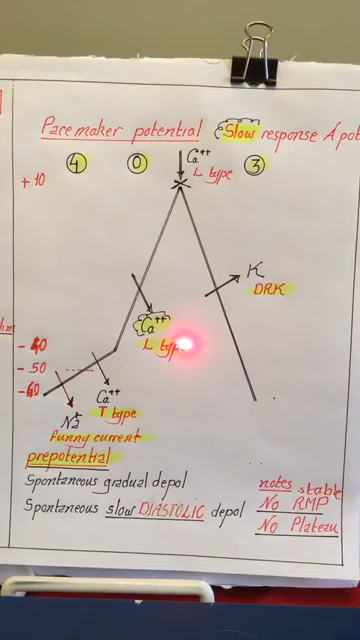 Pacemaker potential Slow response A pot
4 0 Ca++ 3
L type
+10
K
DRK
Ca++
L type
- 40
- 50
- 60
Ca++
T type
Na+
Funny current
prepotential
Spontaneous gradual depol
Spontaneous slow DIASTOLIC depol
notes stable
No RMP
No Plateau